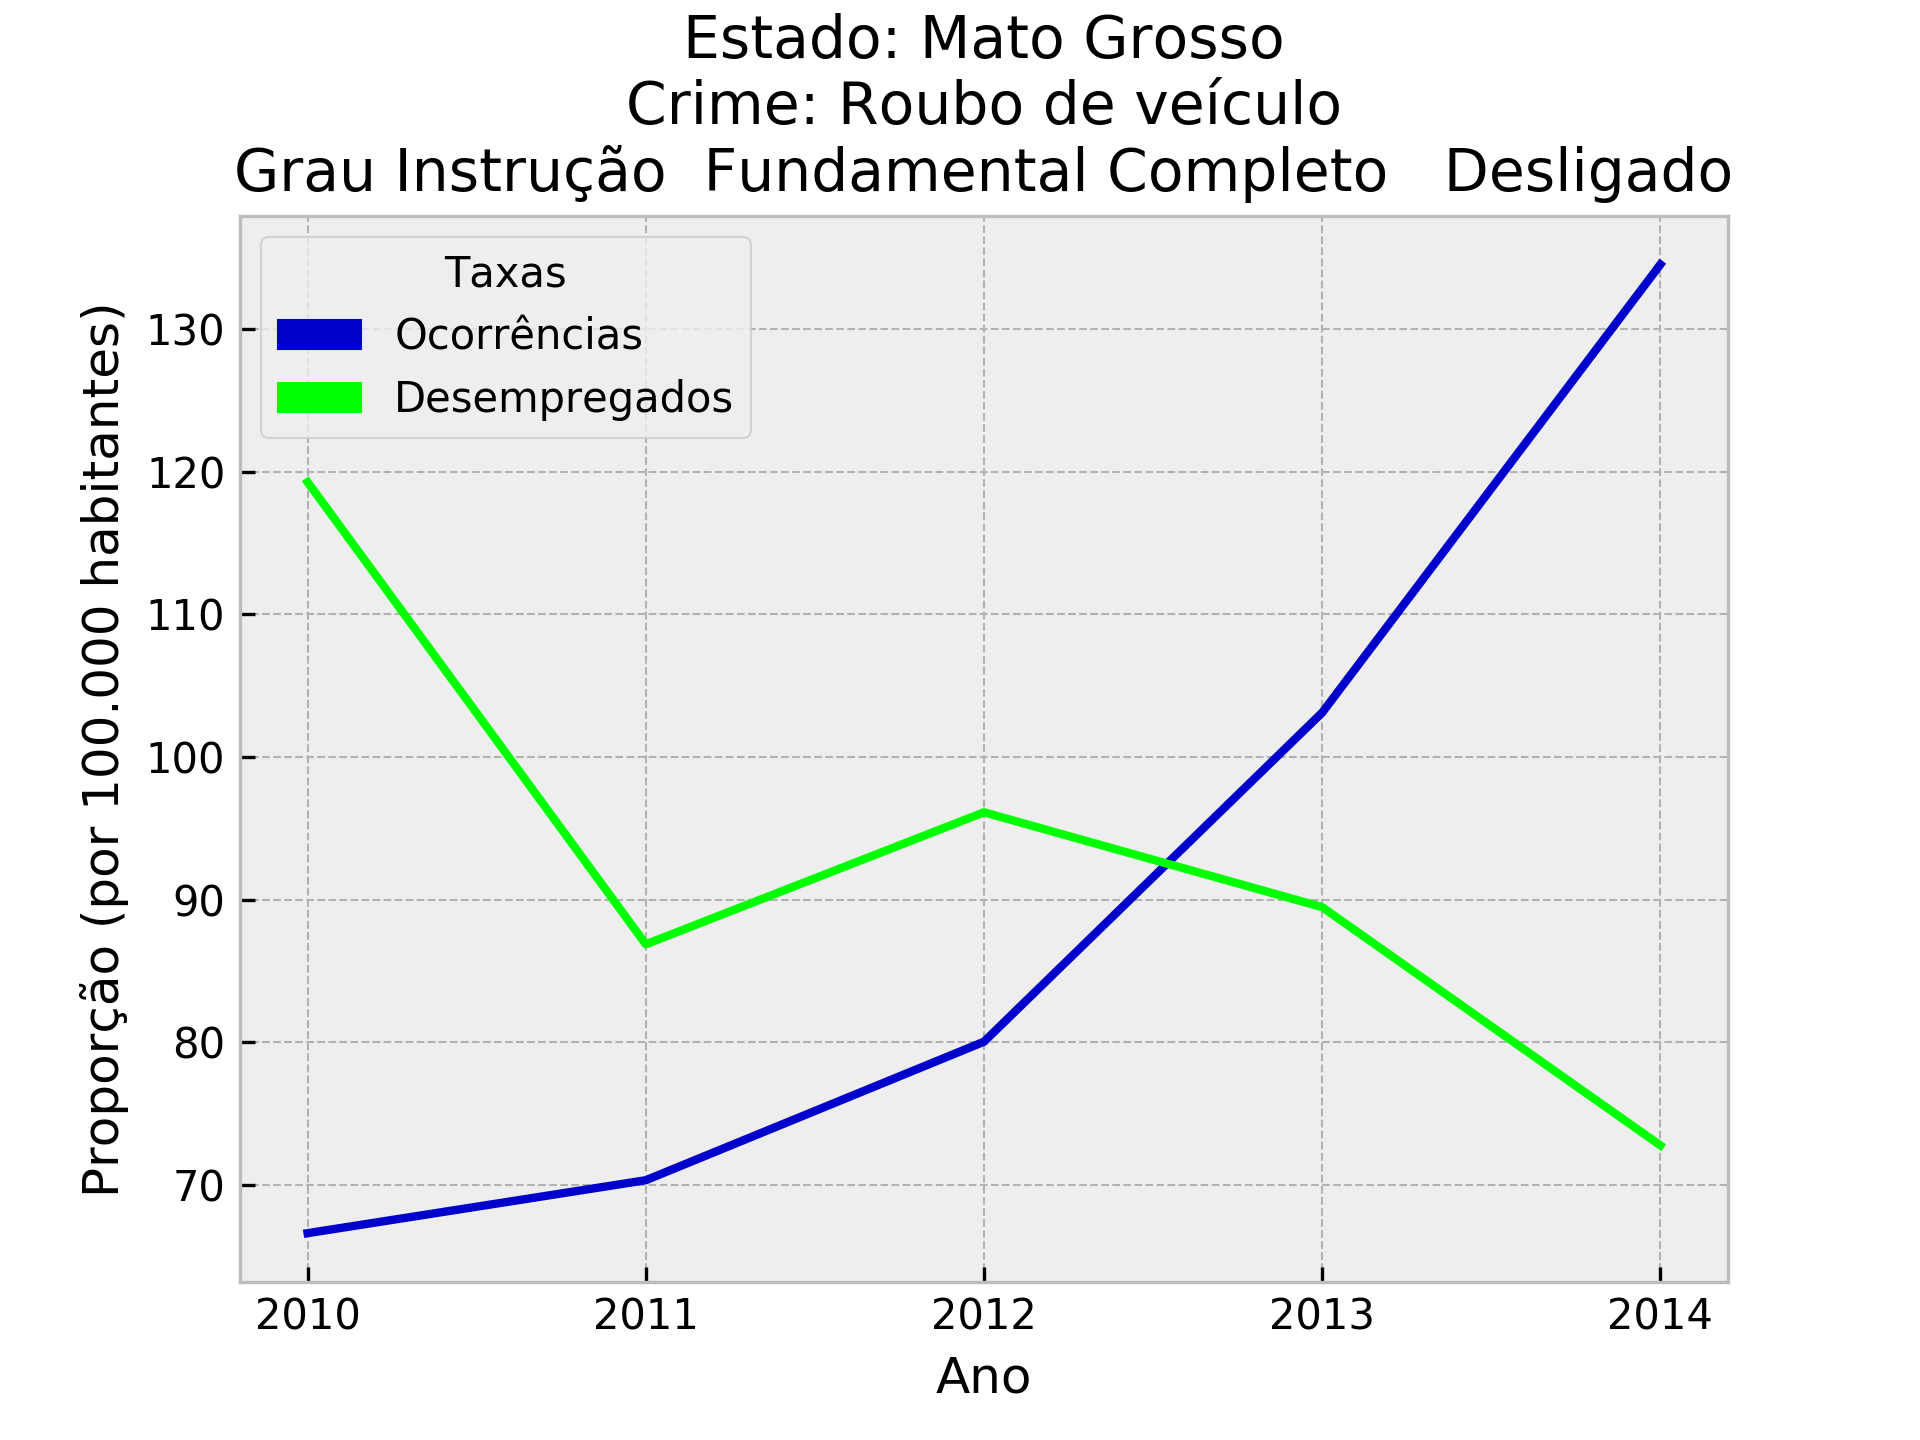 Estado: Mato Grosso
Crime: Roubo de veículo
Grau Instrução  Fundamental Completo   Desligado
Taxas
Ocorrências
Desempregados
Proporção (por 100.000 habitantes)
130
120
110
100
90
80
70
2010 2011 2012 2013 2014
Ano